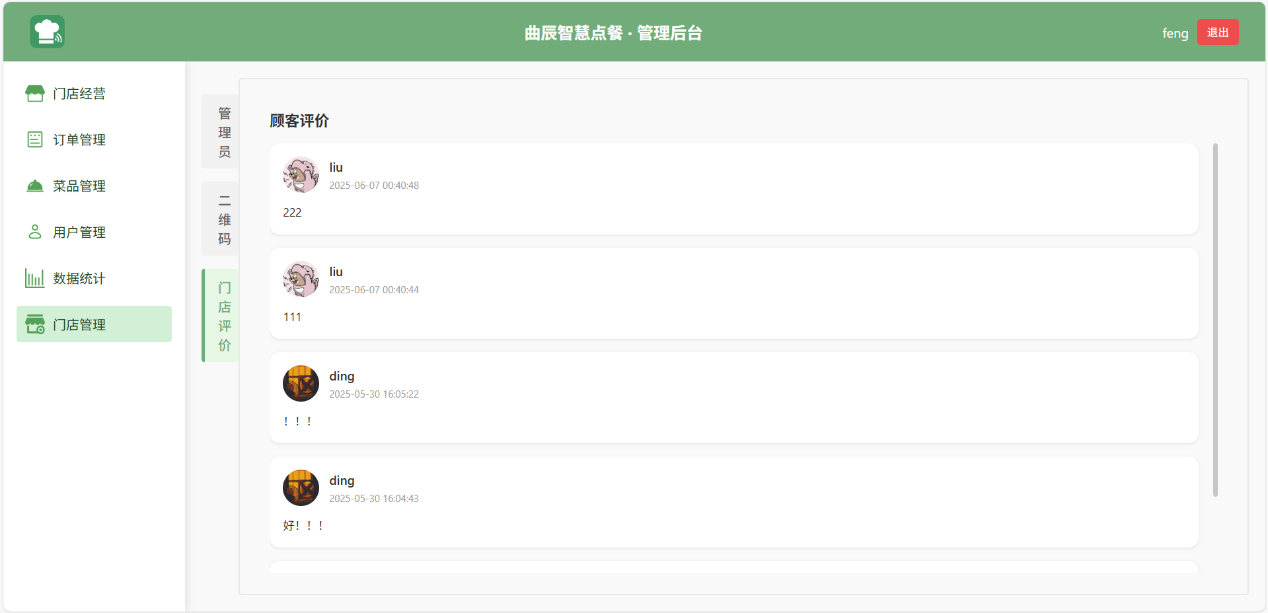 曲辰智慧点餐 · 管理后台
feng
退出
门店经营
订单管理
菜品管理
用户管理
数据统计
门店管理
管理员
二维码
门店评价
顾客评价
liu
2025-06-07 00:40:48
222
liu
2025-06-07 00:40:44
111
ding
2025-05-30 16:05:22
！！！
ding
2025-05-30 16:04:43
好！！！